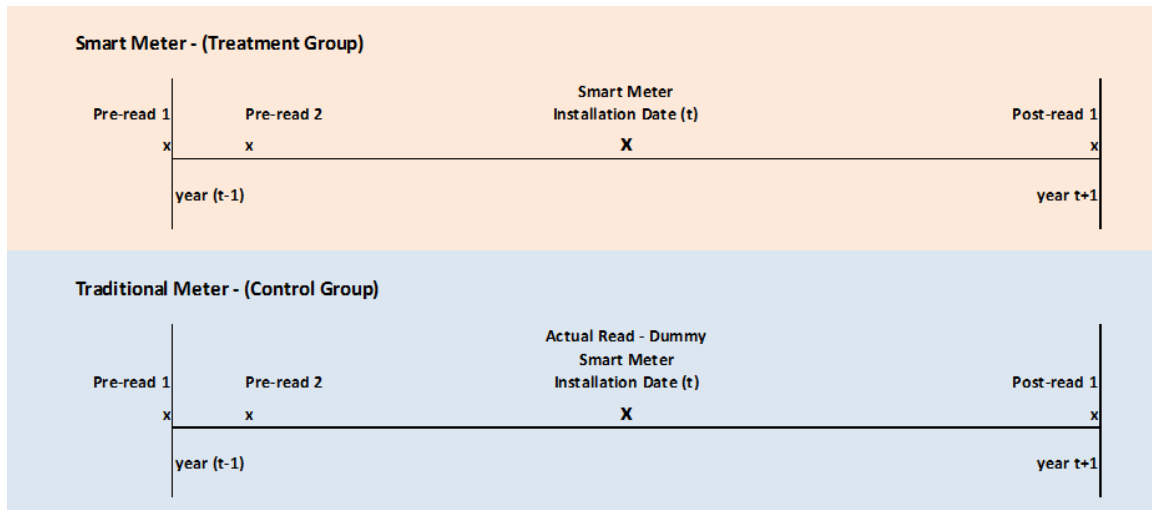 Smart Meter - (Treatment Group)
Smart Meter
Pre-read 1 Pre-read 2 Installation Date (t) Post-read 1
x x X x
year (t-1) year t+1
Traditional Meter - (Control Group)
Actual Read - Dummy
Smart Meter
Pre-read 1 Pre-read 2 Installation Date (t) Post-read 1
x x X x
year (t-1) year t+1